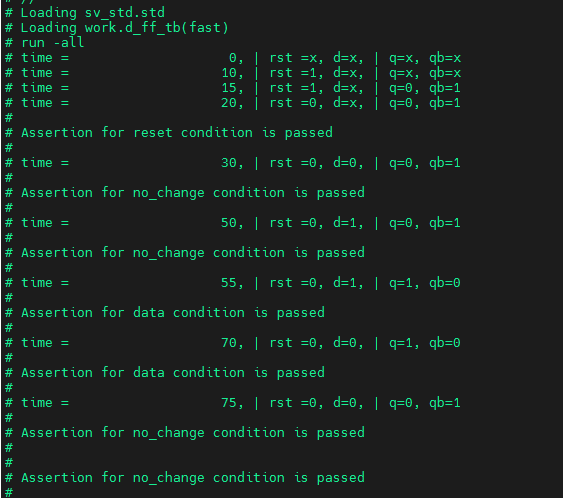 # //
# Loading sv_std.std
# Loading work.d_ff_tb(fast)
# run -all
# time =                   0, | rst =x, d=x, | q=x, qb=x
# time =                  10, | rst =1, d=x, | q=x, qb=x
# time =                  15, | rst =1, d=x, | q=0, qb=1
# time =                  20, | rst =0, d=x, | q=0, qb=1
#
# Assertion for reset condition is passed
#
# time =                  30, | rst =0, d=0, | q=0, qb=1
#
# Assertion for no_change condition is passed
#
# time =                  50, | rst =0, d=1, | q=0, qb=1
#
# Assertion for no_change condition is passed
#
# time =                  55, | rst =0, d=1, | q=1, qb=0
#
# Assertion for data condition is passed
#
# time =                  70, | rst =0, d=0, | q=1, qb=0
#
# Assertion for data condition is passed
#
# time =                  75, | rst =0, d=0, | q=0, qb=1
#
# Assertion for no_change condition is passed
#
#
# Assertion for no_change condition is passed
#